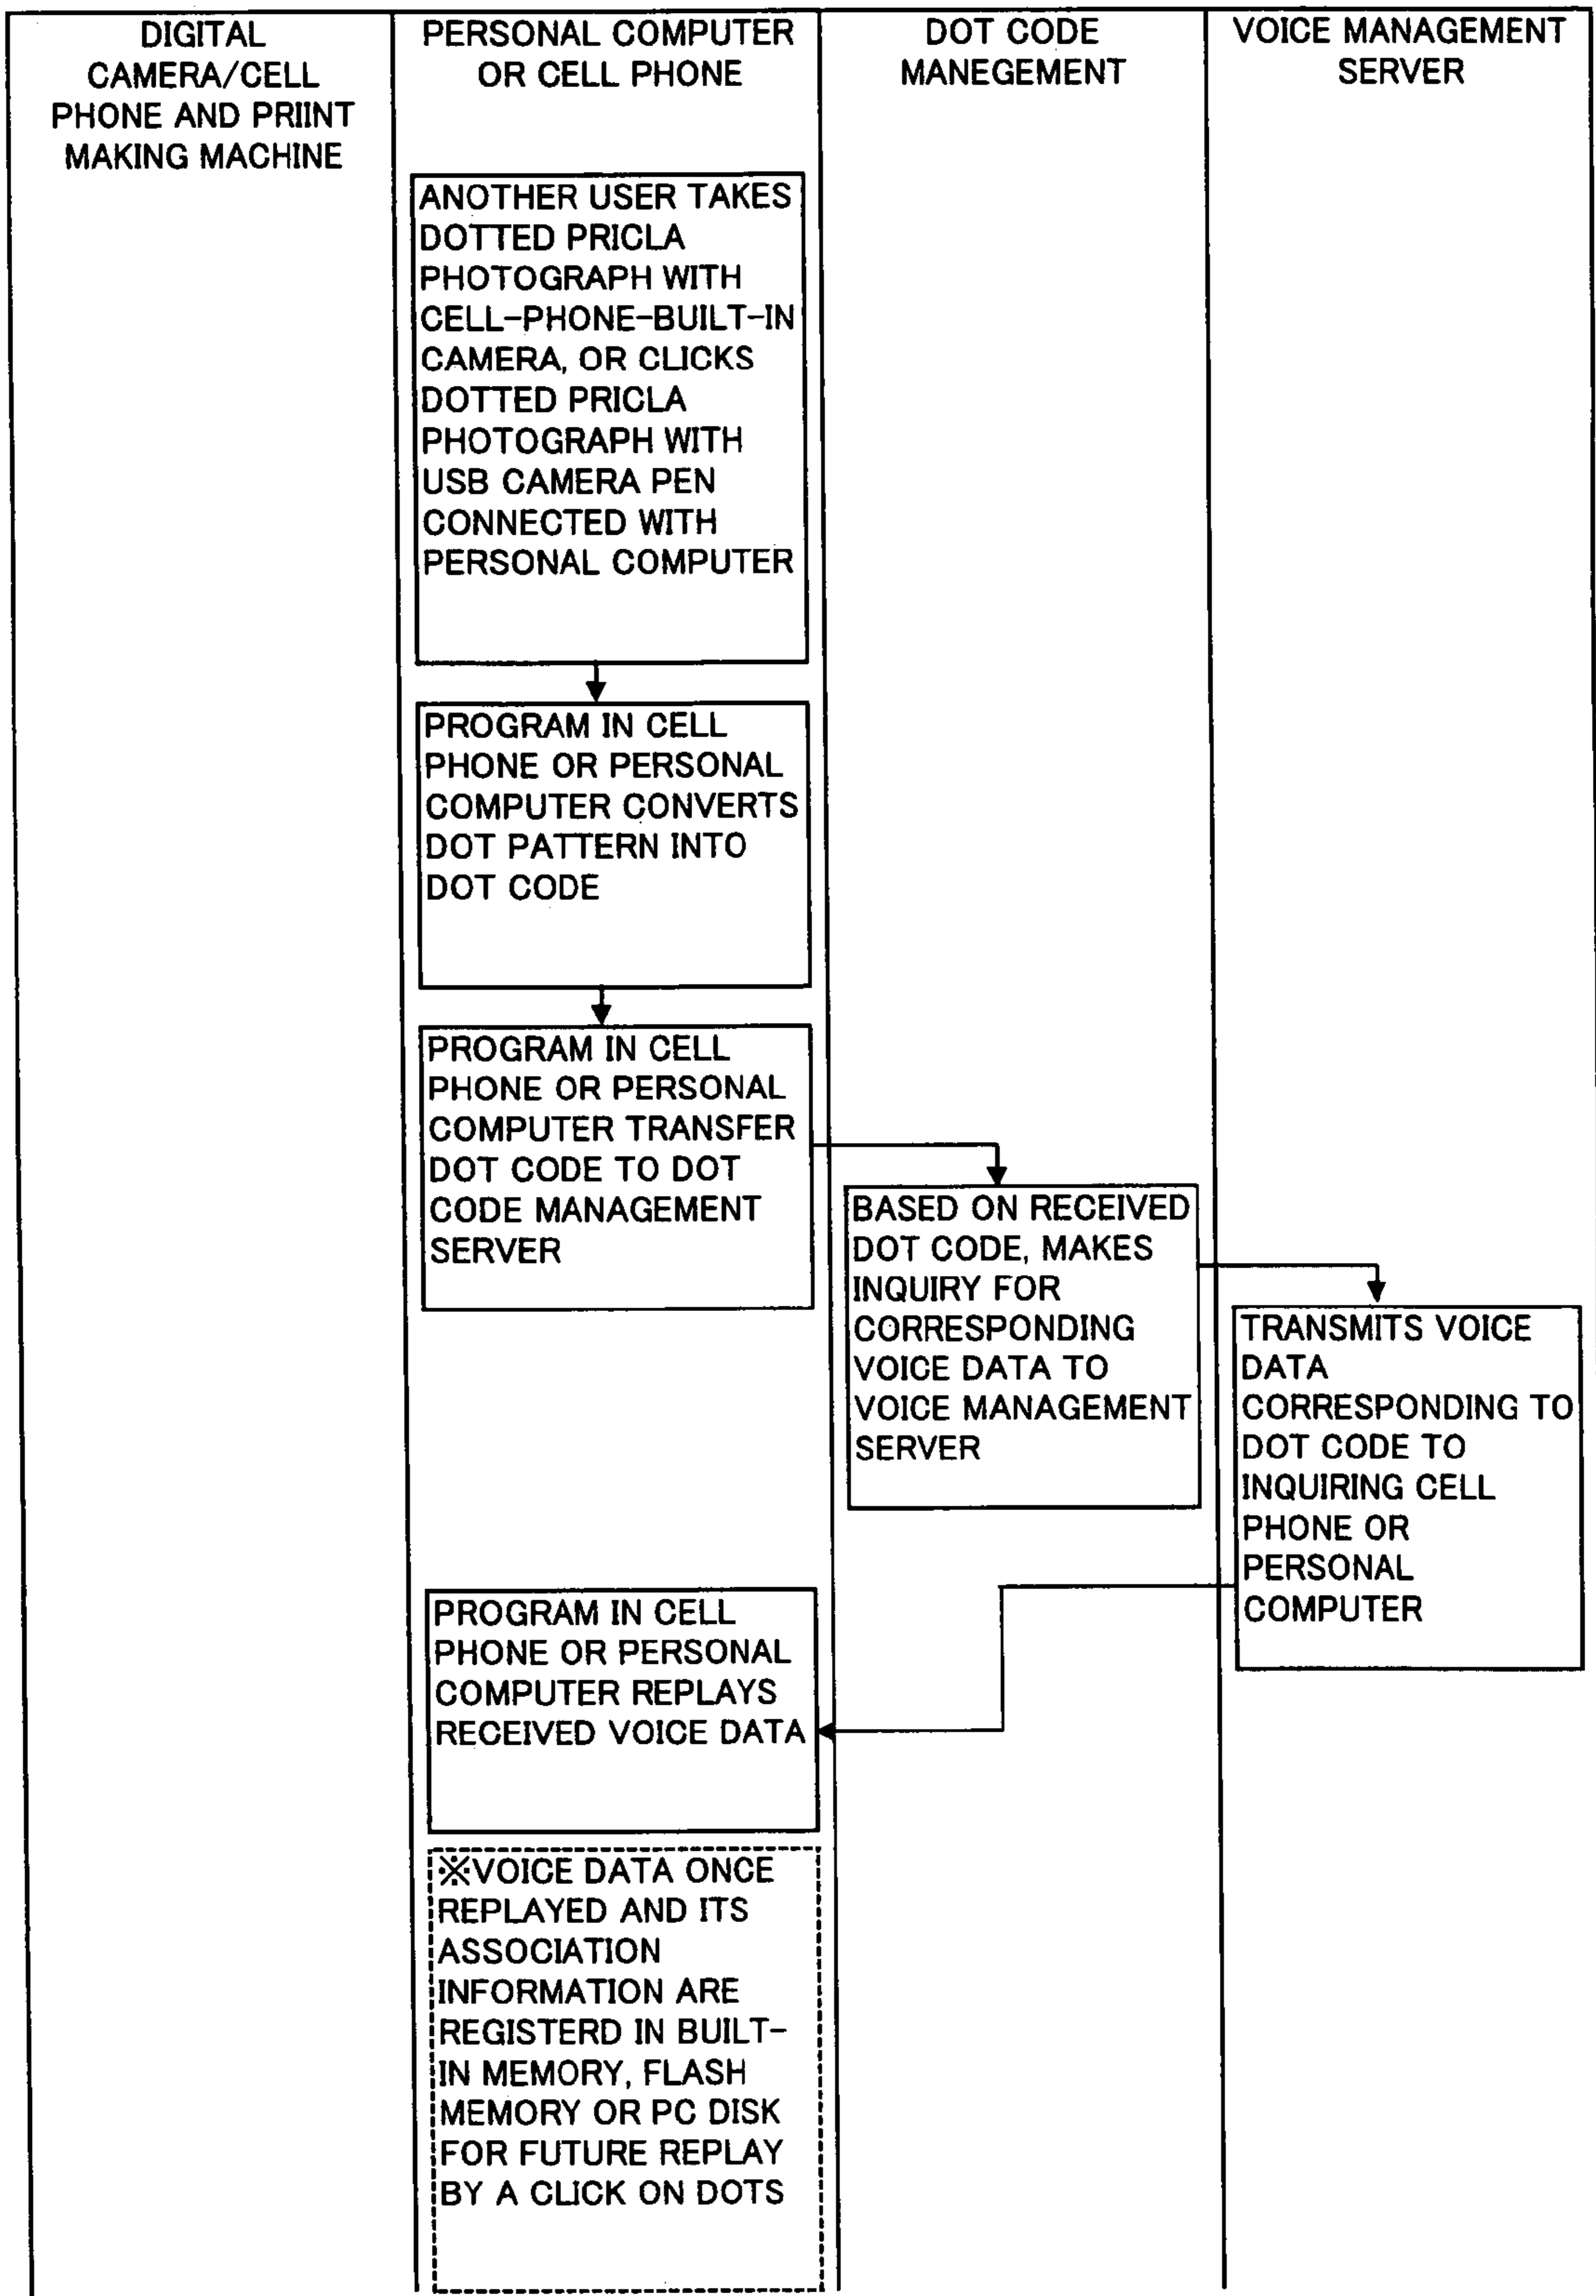 DIGITAL
CAMERA/CELL
PHONE AND PRIINT
MAKING MACHINE
PERSONAL COMPUTER
OR CELL PHONE
DOT CODE
MANEGEMENT
VOICE MANAGEMENT
SERVER
ANOTHER USER TAKES
DOTTED PRICLA
PHOTOGRAPH WITH
CELL-PHONE-BUILT-IN
CAMERA, OR CLICKS
DOTTED PRICLA
PHOTOGRAPH WITH
USB CAMERA PEN
CONNECTED WITH
PERSONAL COMPUTER
PROGRAM IN CELL
PHONE OR PERSONAL
COMPUTER CONVERTS
DOT PATTERN INTO
DOT CODE
PROGRAM IN CELL
PHONE OR PERSONAL
COMPUTER TRANSFER
DOT CODE TO DOT
CODE MANAGEMENT
SERVER
BASED ON RECEIVED
DOT CODE, MAKES
INQUIRY FOR
CORRESPONDING
VOICE DATA TO
VOICE MANAGEMENT
SERVER
TRANSMITS VOICE
DATA
CORRESPONDING TO
DOT CODE TO
INQUIRING CELL
PHONE OR
PERSONAL
COMPUTER
PROGRAM IN CELL
PHONE OR PERSONAL
COMPUTER REPLAYS
RECEIVED VOICE DATA
※VOICE DATA ONCE
REPLAYED AND ITS
ASSOCIATION
INFORMATION ARE
REGISTERD IN BUILT-
IN MEMORY, FLASH
MEMORY OR PC DISK
FOR FUTURE REPLAY
BY A CLICK ON DOTS